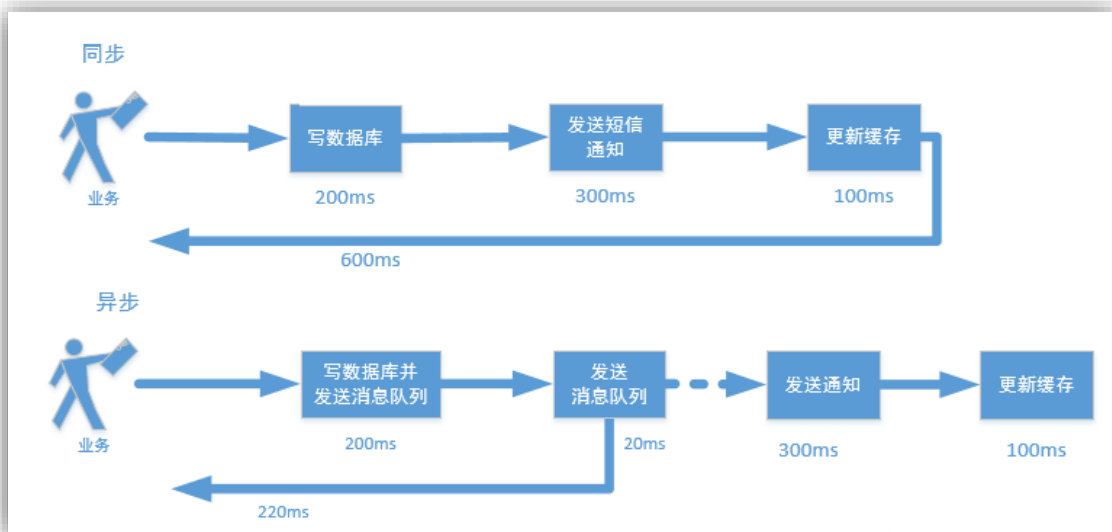 同步
写数据库
发送短信
通知
更新缓存
业务
200ms
300ms
100ms
600ms
异步
写数据库并
发送消息队列
发送
消息队列
发送通知
更新缓存
业务
200ms
20ms
300ms
100ms
220ms